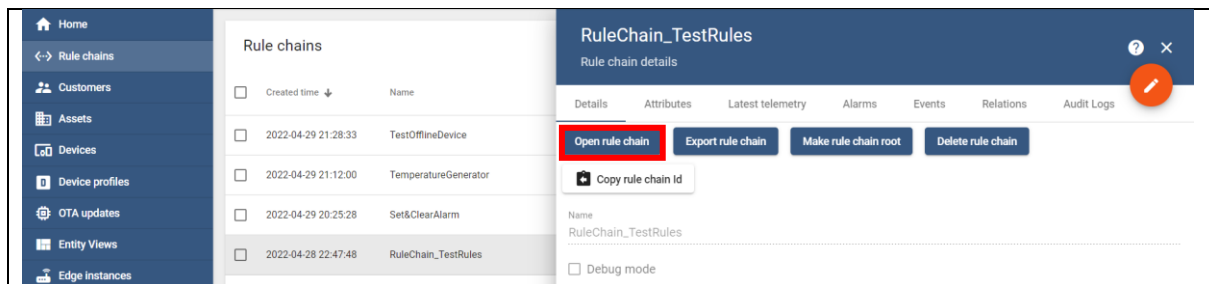 Home
Rule chains
Customers
Assets
Devices
Device profiles
OTA updates
Entity Views
Edge instances
Rule chains
Created time Name
2022-04-29 21:28:33 TestOfflineDevice
2022-04-29 21:12:00 TemperatureGenerator
2022-04-29 20:25:28 Set&ClearAlarm
2022-04-28 22:47:48 RuleChain_TestRules
RuleChain_TestRules
Rule chain details
Details Attributes Latest telemetry Alarms Events Relations Audit Logs
Open rule chain Export rule chain Make rule chain root Delete rule chain
Copy rule chain Id
Name
RuleChain_TestRules
Debug mode